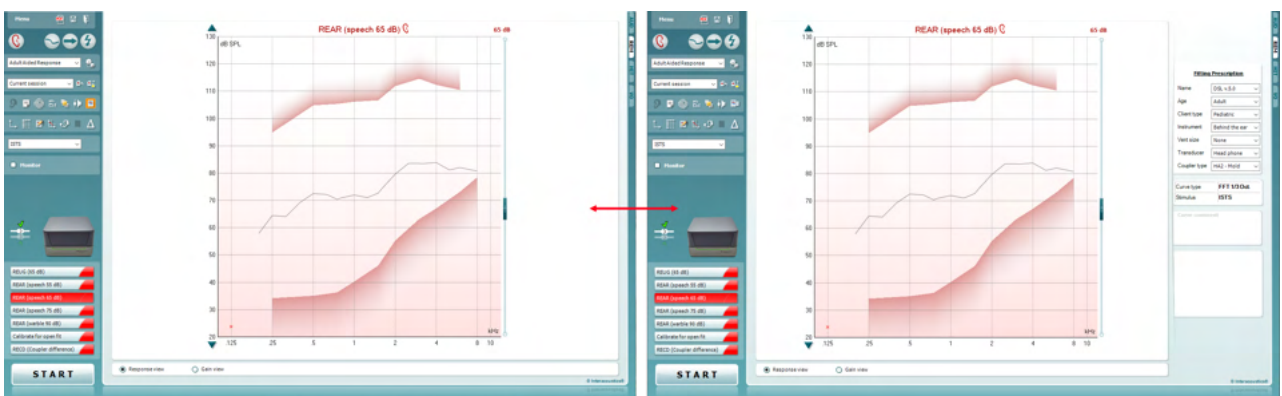 Menu
REAR (speech 65 dB)
65 dB
dB SPL
130
120
110
100
90
80
70
60
50
40
30
20
.125
.25
.5
1
2
4
8
10
kHz
Adult Aided Response
Current session
ISTS
Monitor
REUG (65 dB)
REAR (speech 55 dB)
REAR (speech 65 dB)
REAR (speech 75 dB)
REAR (warble 90 dB)
Calibrate for open fit
RECD (Coupler difference)
START
Response view
Gain view
Menu
REAR (speech 65 dB)
65 dB
dB SPL
130
120
110
100
90
80
70
60
50
40
30
20
.125
.25
.5
1
2
4
8
10
kHz
Adult Aided Response
Current session
ISTS
Monitor
REUG (65 dB)
REAR (speech 55 dB)
REAR (speech 65 dB)
REAR (speech 75 dB)
REAR (warble 90 dB)
Calibrate for open fit
RECD (Coupler difference)
START
Response view
Gain view
Fitting Prescription
Name DSL v.5.0
Age Adult
Client type Pediatric
Instrument Behind the ear
Vent size None
Transducer Head phone
Coupler type HA2 - Mold
Curve type FFT 1/3 Oct
Stimulus ISTS